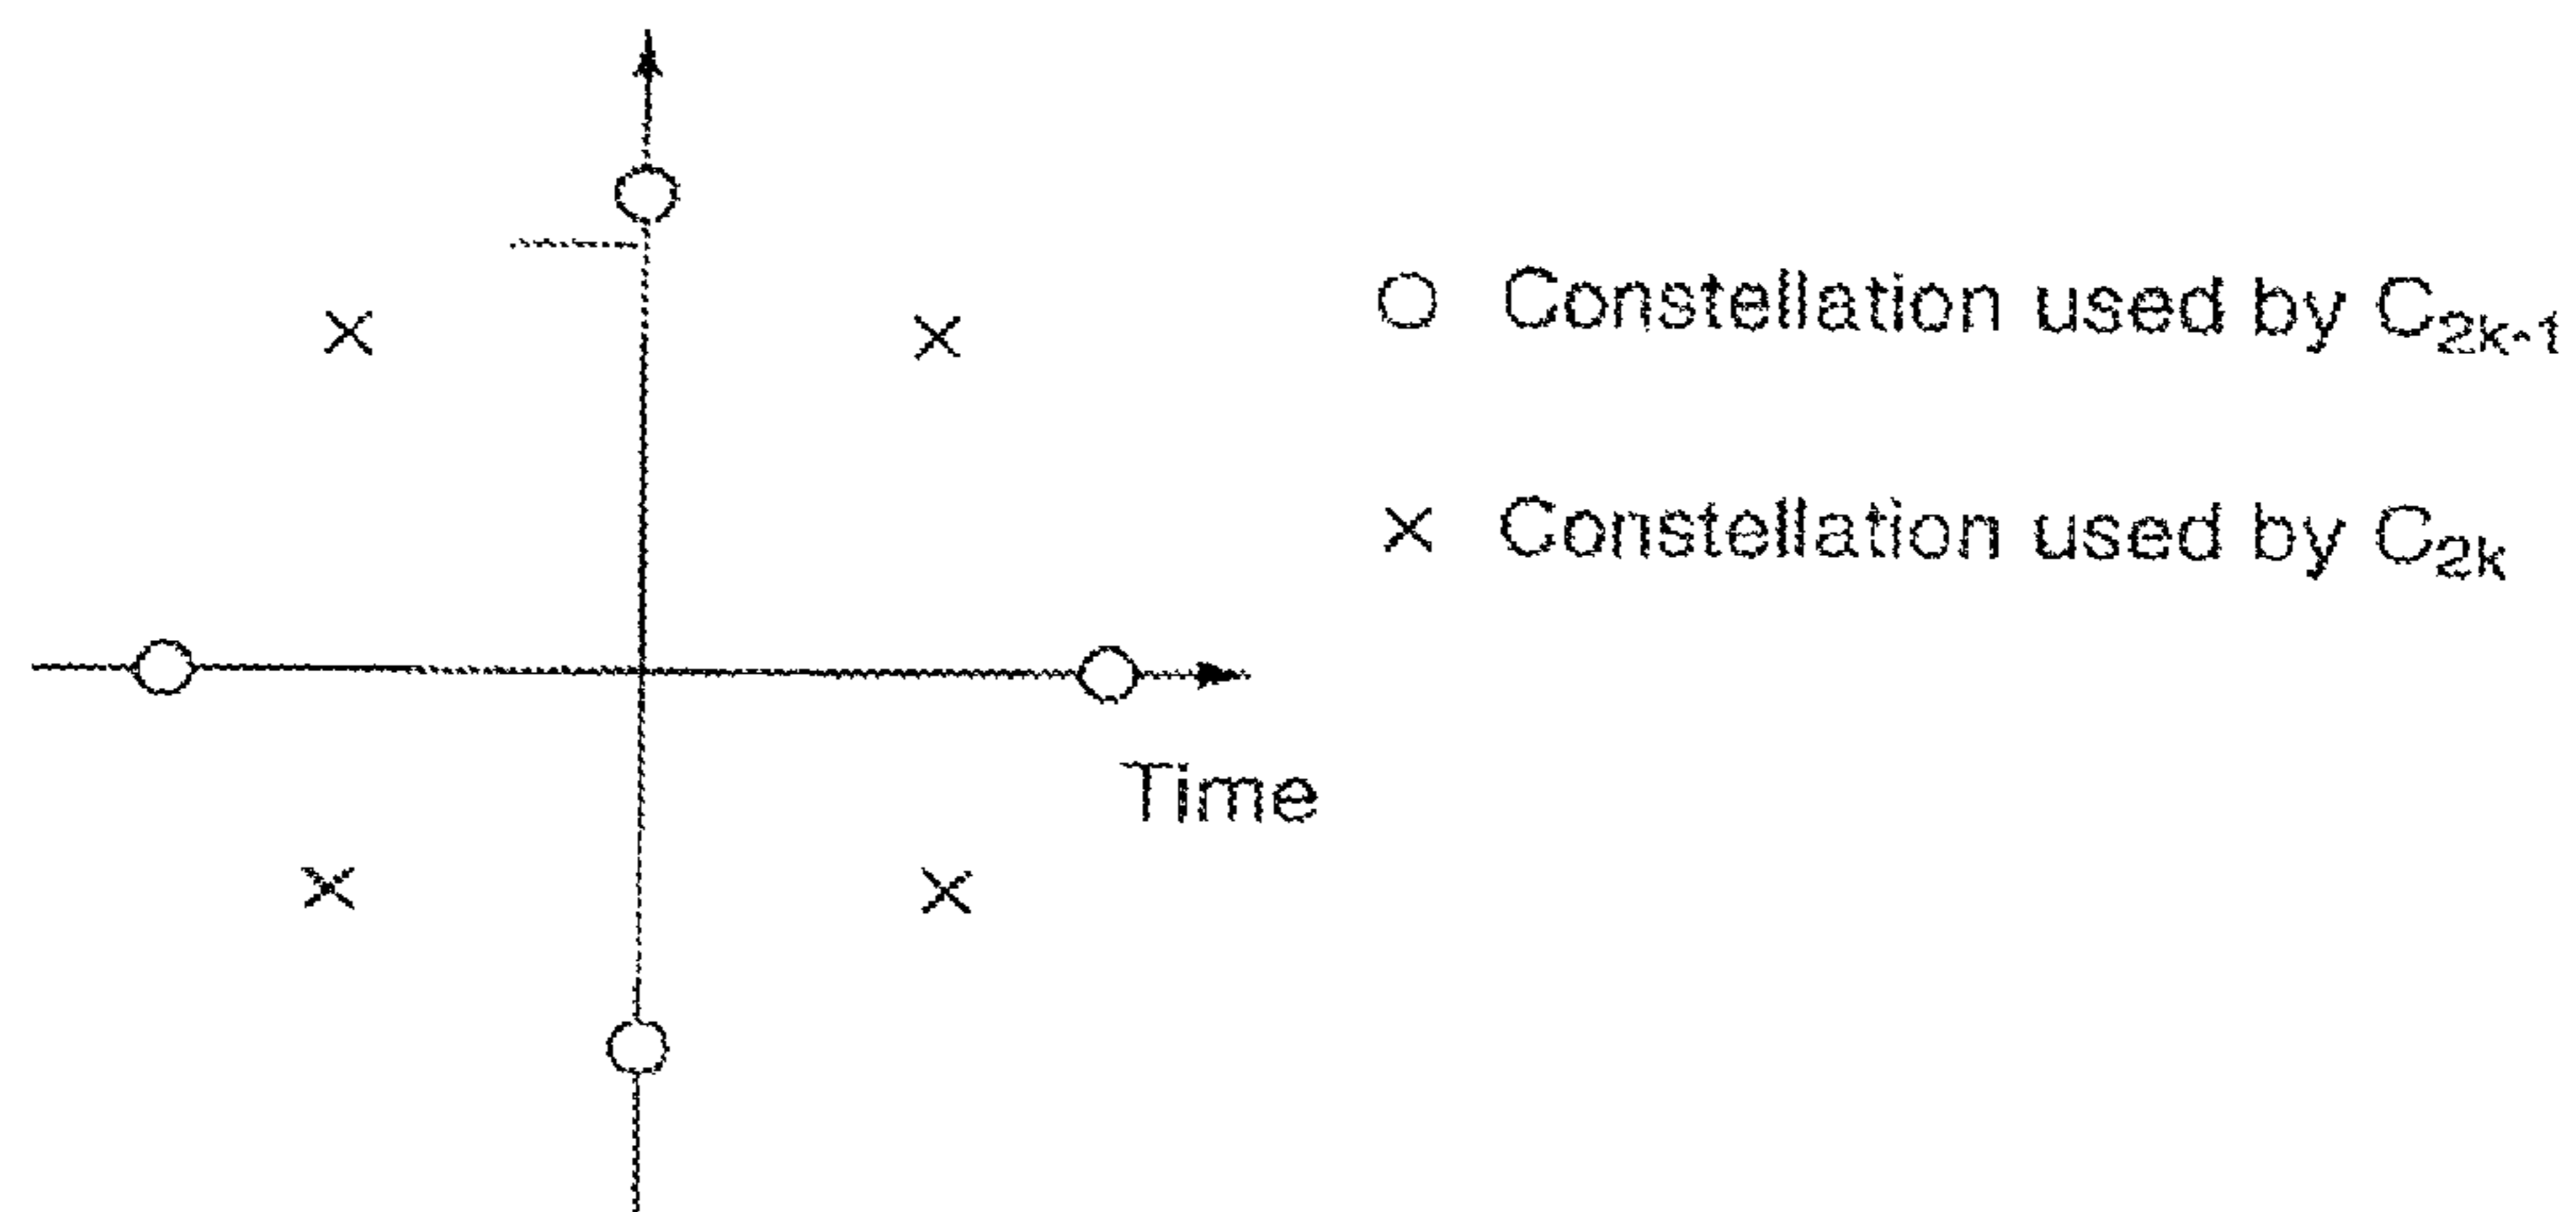 ○ Constellation used by C₂ₖ₋₁
× Constellation used by C₂ₖ
Time